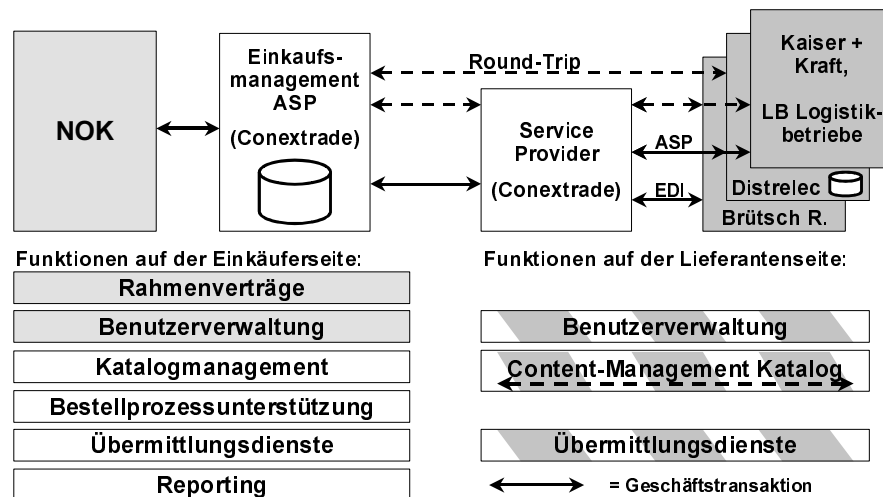 NOK
Einkaufs-
management
ASP
(Conextrade)
Round-Trip
Service
Provider
(Conextrade)
ASP
EDI
Kaiser +
Kraft,
LB Logistik-
betriebe
Distrelec
Brütsch R.
Funktionen auf der Einkäuferseite:
Rahmenverträge
Benutzerverwaltung
Katalogmanagement
Bestellprozessunterstützung
Übermittlungsdienste
Reporting
Funktionen auf der Lieferantenseite:
Benutzerverwaltung
Content-Management Katalog
Übermittlungsdienste
= Geschäftstransaktion